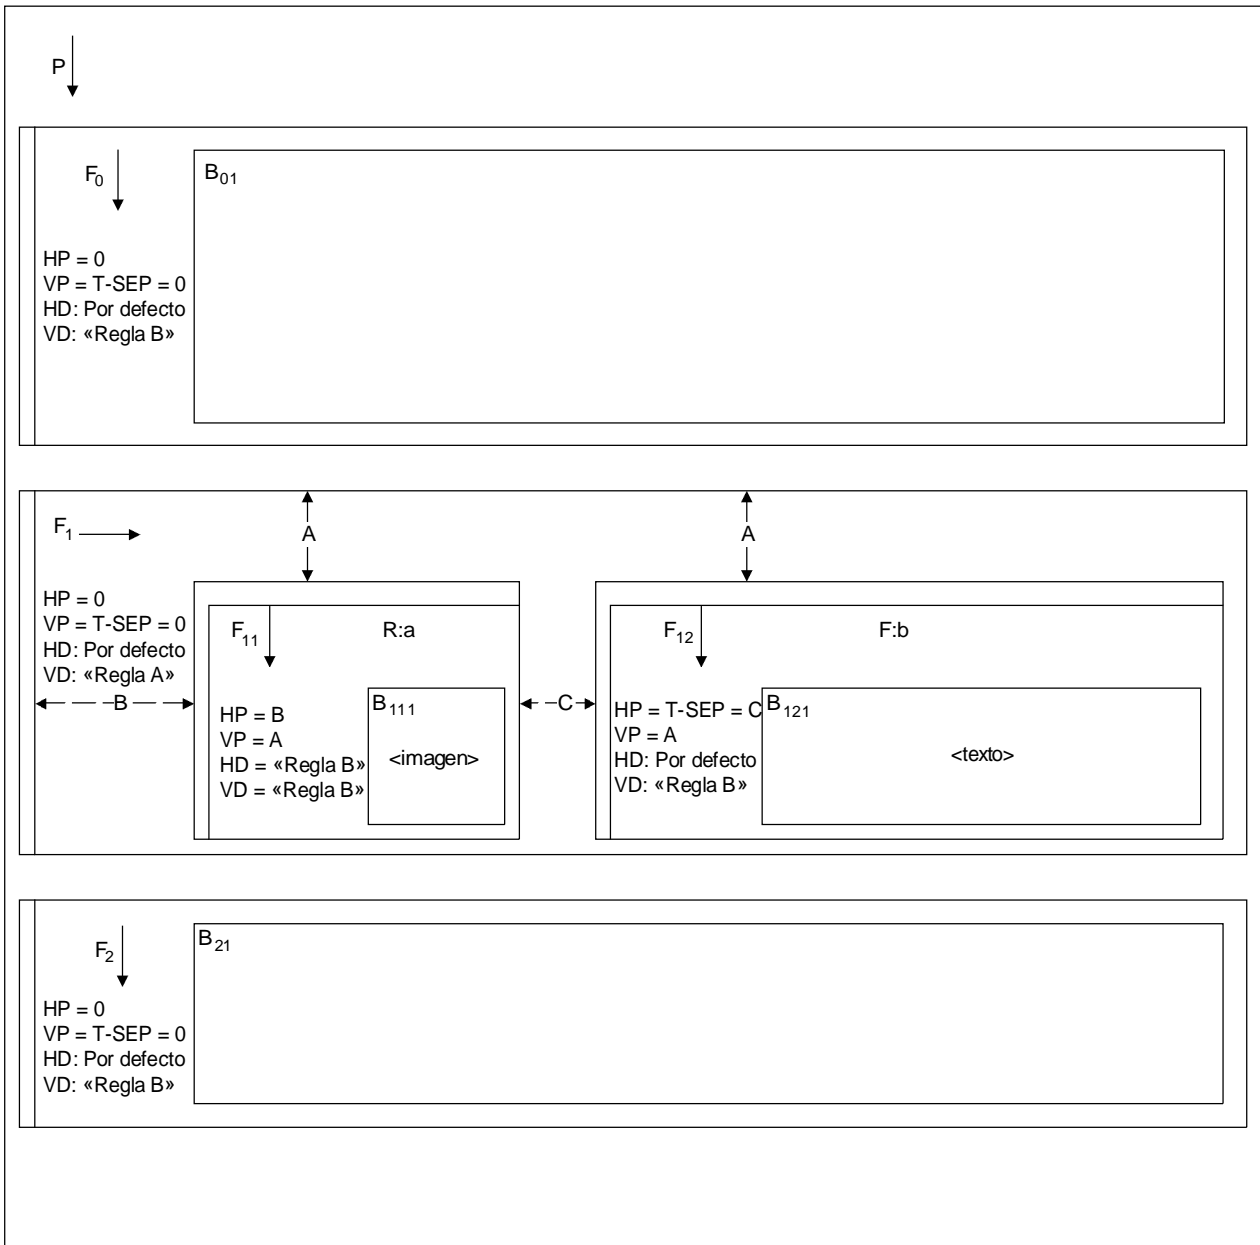 P
F0
B01
HP = 0
VP = T-SEP = 0
HD: Por defecto
VD: «Regla B»
F1
A
A
HP = 0
VP = T-SEP = 0
HD: Por defecto
VD: «Regla A»
B
F11
R:a
HP = B
VP = A
HD = «Regla B»
VD = «Regla B»
B111
<imagen>
C
F12
F:b
HP = T-SEP = C
VP = A
HD: Por defecto
VD: «Regla B»
B121
<texto>
F2
B21
HP = 0
VP = T-SEP = 0
HD: Por defecto
VD: «Regla B»